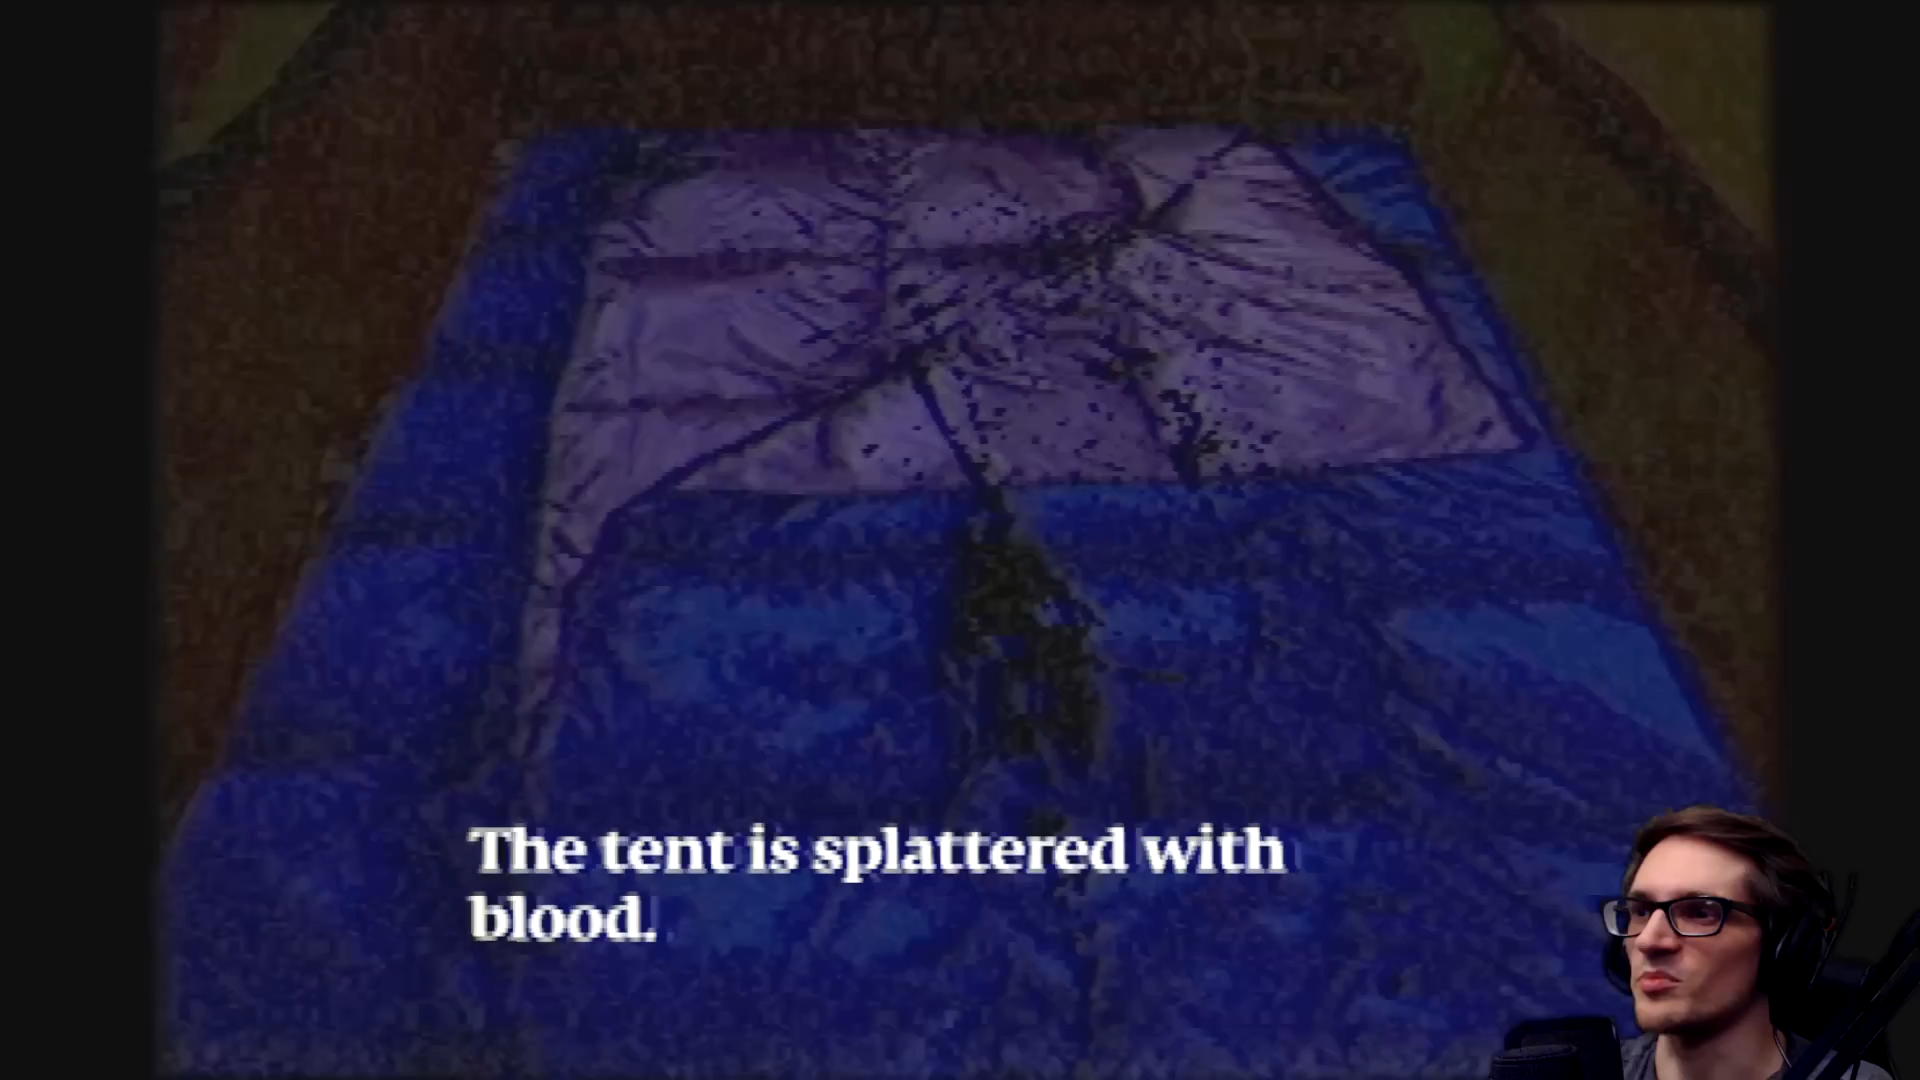 The tent is splattered with
blood.